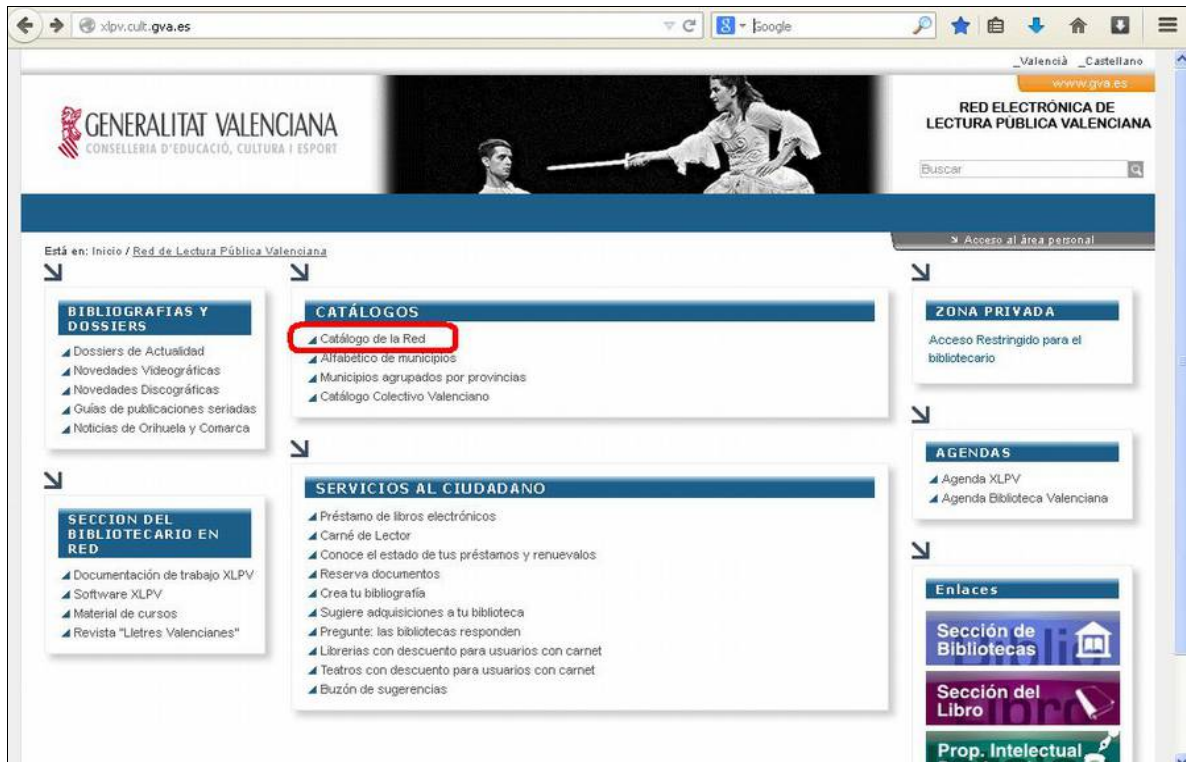 xlpv.cult.gva.es
Google
_Valencià _Castellano
www.gva.es
GENERALITAT VALENCIANA
CONSELLERIA D'EDUCACIÓ, CULTURA I ESPORT
RED ELECTRÓNICA DE
LECTURA PÚBLICA VALENCIANA
Buscar
Acceso al área personal
Está en: Inicio / Red de Lectura Pública Valenciana
BIBLIOGRAFIAS Y
DOSSIERS
Dossiers de Actualidad
Novedades Videográficas
Novedades Discográficas
Guías de publicaciones seriadas
Noticias de Orihuela y Comarca
SECCION DEL
BIBLIOTECARIO EN
RED
Documentación de trabajo XLPV
Software XLPV
Material de cursos
Revista "Lletres Valencianes"
CATÁLOGOS
Catálogo de la Red
Alfabético de municipios
Municipios agrupados por provincias
Catálogo Colectivo Valenciano
SERVICIOS AL CIUDADANO
Préstamo de libros electrónicos
Carné de Lector
Conoce el estado de tus préstamos y renuevalos
Reserva documentos
Crea tu bibliografía
Sugiere adquisiciones a tu biblioteca
Pregunte: las bibliotecas responden
Librerias con descuento para usuarios con carnet
Teatros con descuento para usuarios con carnet
Buzón de sugerencias
ZONA PRIVADA
Acceso Restringido para el
bibliotecario
AGENDAS
Agenda XLPV
Agenda Biblioteca Valenciana
Enlaces
Sección de
Bibliotecas
Biblio
Sección del
Libro
Libro
Prop. Intelectual